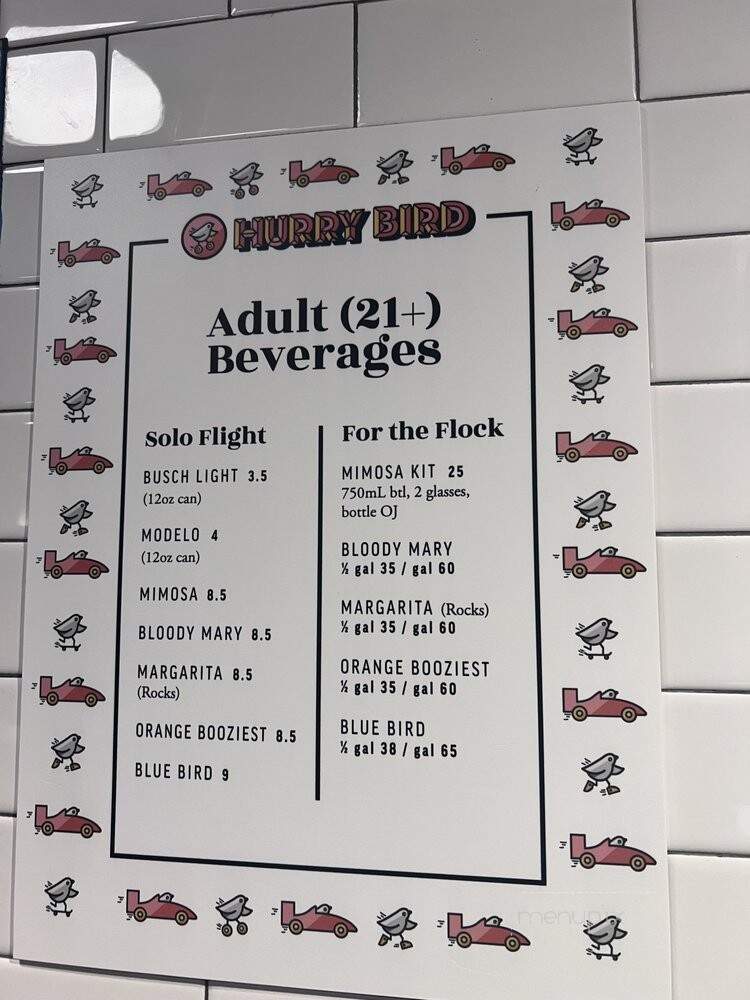 HURRY BIRD
Adult (21+)
Beverages
Solo Flight
BUSCH LIGHT 3.5
(12oz can)
MODELO 4
(12oz can)
MIMOSA 8.5
BLOODY MARY 8.5
MARGARITA 8.5
(Rocks)
ORANGE BOOZIEST 8.5
BLUE BIRD 9
For the Flock
MIMOSA KIT 25
750mL btl, 2 glasses,
bottle OJ
BLOODY MARY
½ gal 35 / gal 60
MARGARITA (Rocks)
½ gal 35 / gal 60
ORANGE BOOZIEST
½ gal 35 / gal 60
BLUE BIRD
½ gal 38 / gal 65